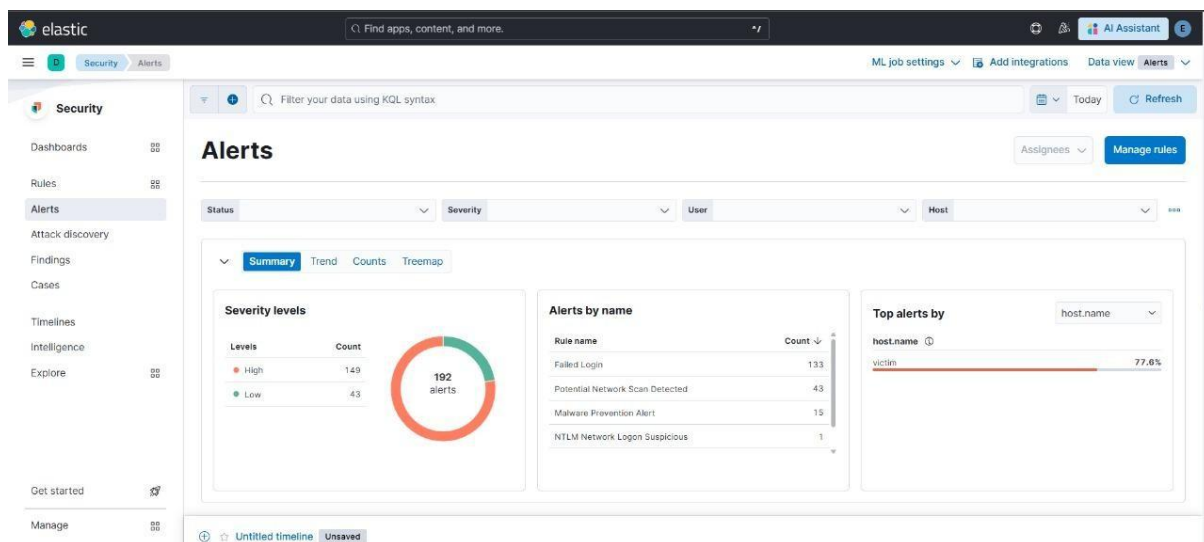 elastic
Find apps, content, and more.
^/
AI Assistant
E
D
Security
Alerts
ML job settings
Add integrations
Data view
Alerts
Security
Filter your data using KQL syntax
Today
Refresh
Dashboards
Rules
Alerts
Attack discovery
Findings
Cases
Timelines
Intelligence
Explore
Get started
Manage
Alerts
Assignees
Manage rules
Status
Severity
User
Host
Summary
Trend
Counts
Treemap
Severity levels
Levels Count
High 149
Low 43
192
alerts
Alerts by name
Rule name Count ↓
Failed Login 133
Potential Network Scan Detected 43
Malware Prevention Alert 15
NTLM Network Logon Suspicious 1
Top alerts by
host.name
host.name
victim 77.6%
Untitled timeline
Unsaved